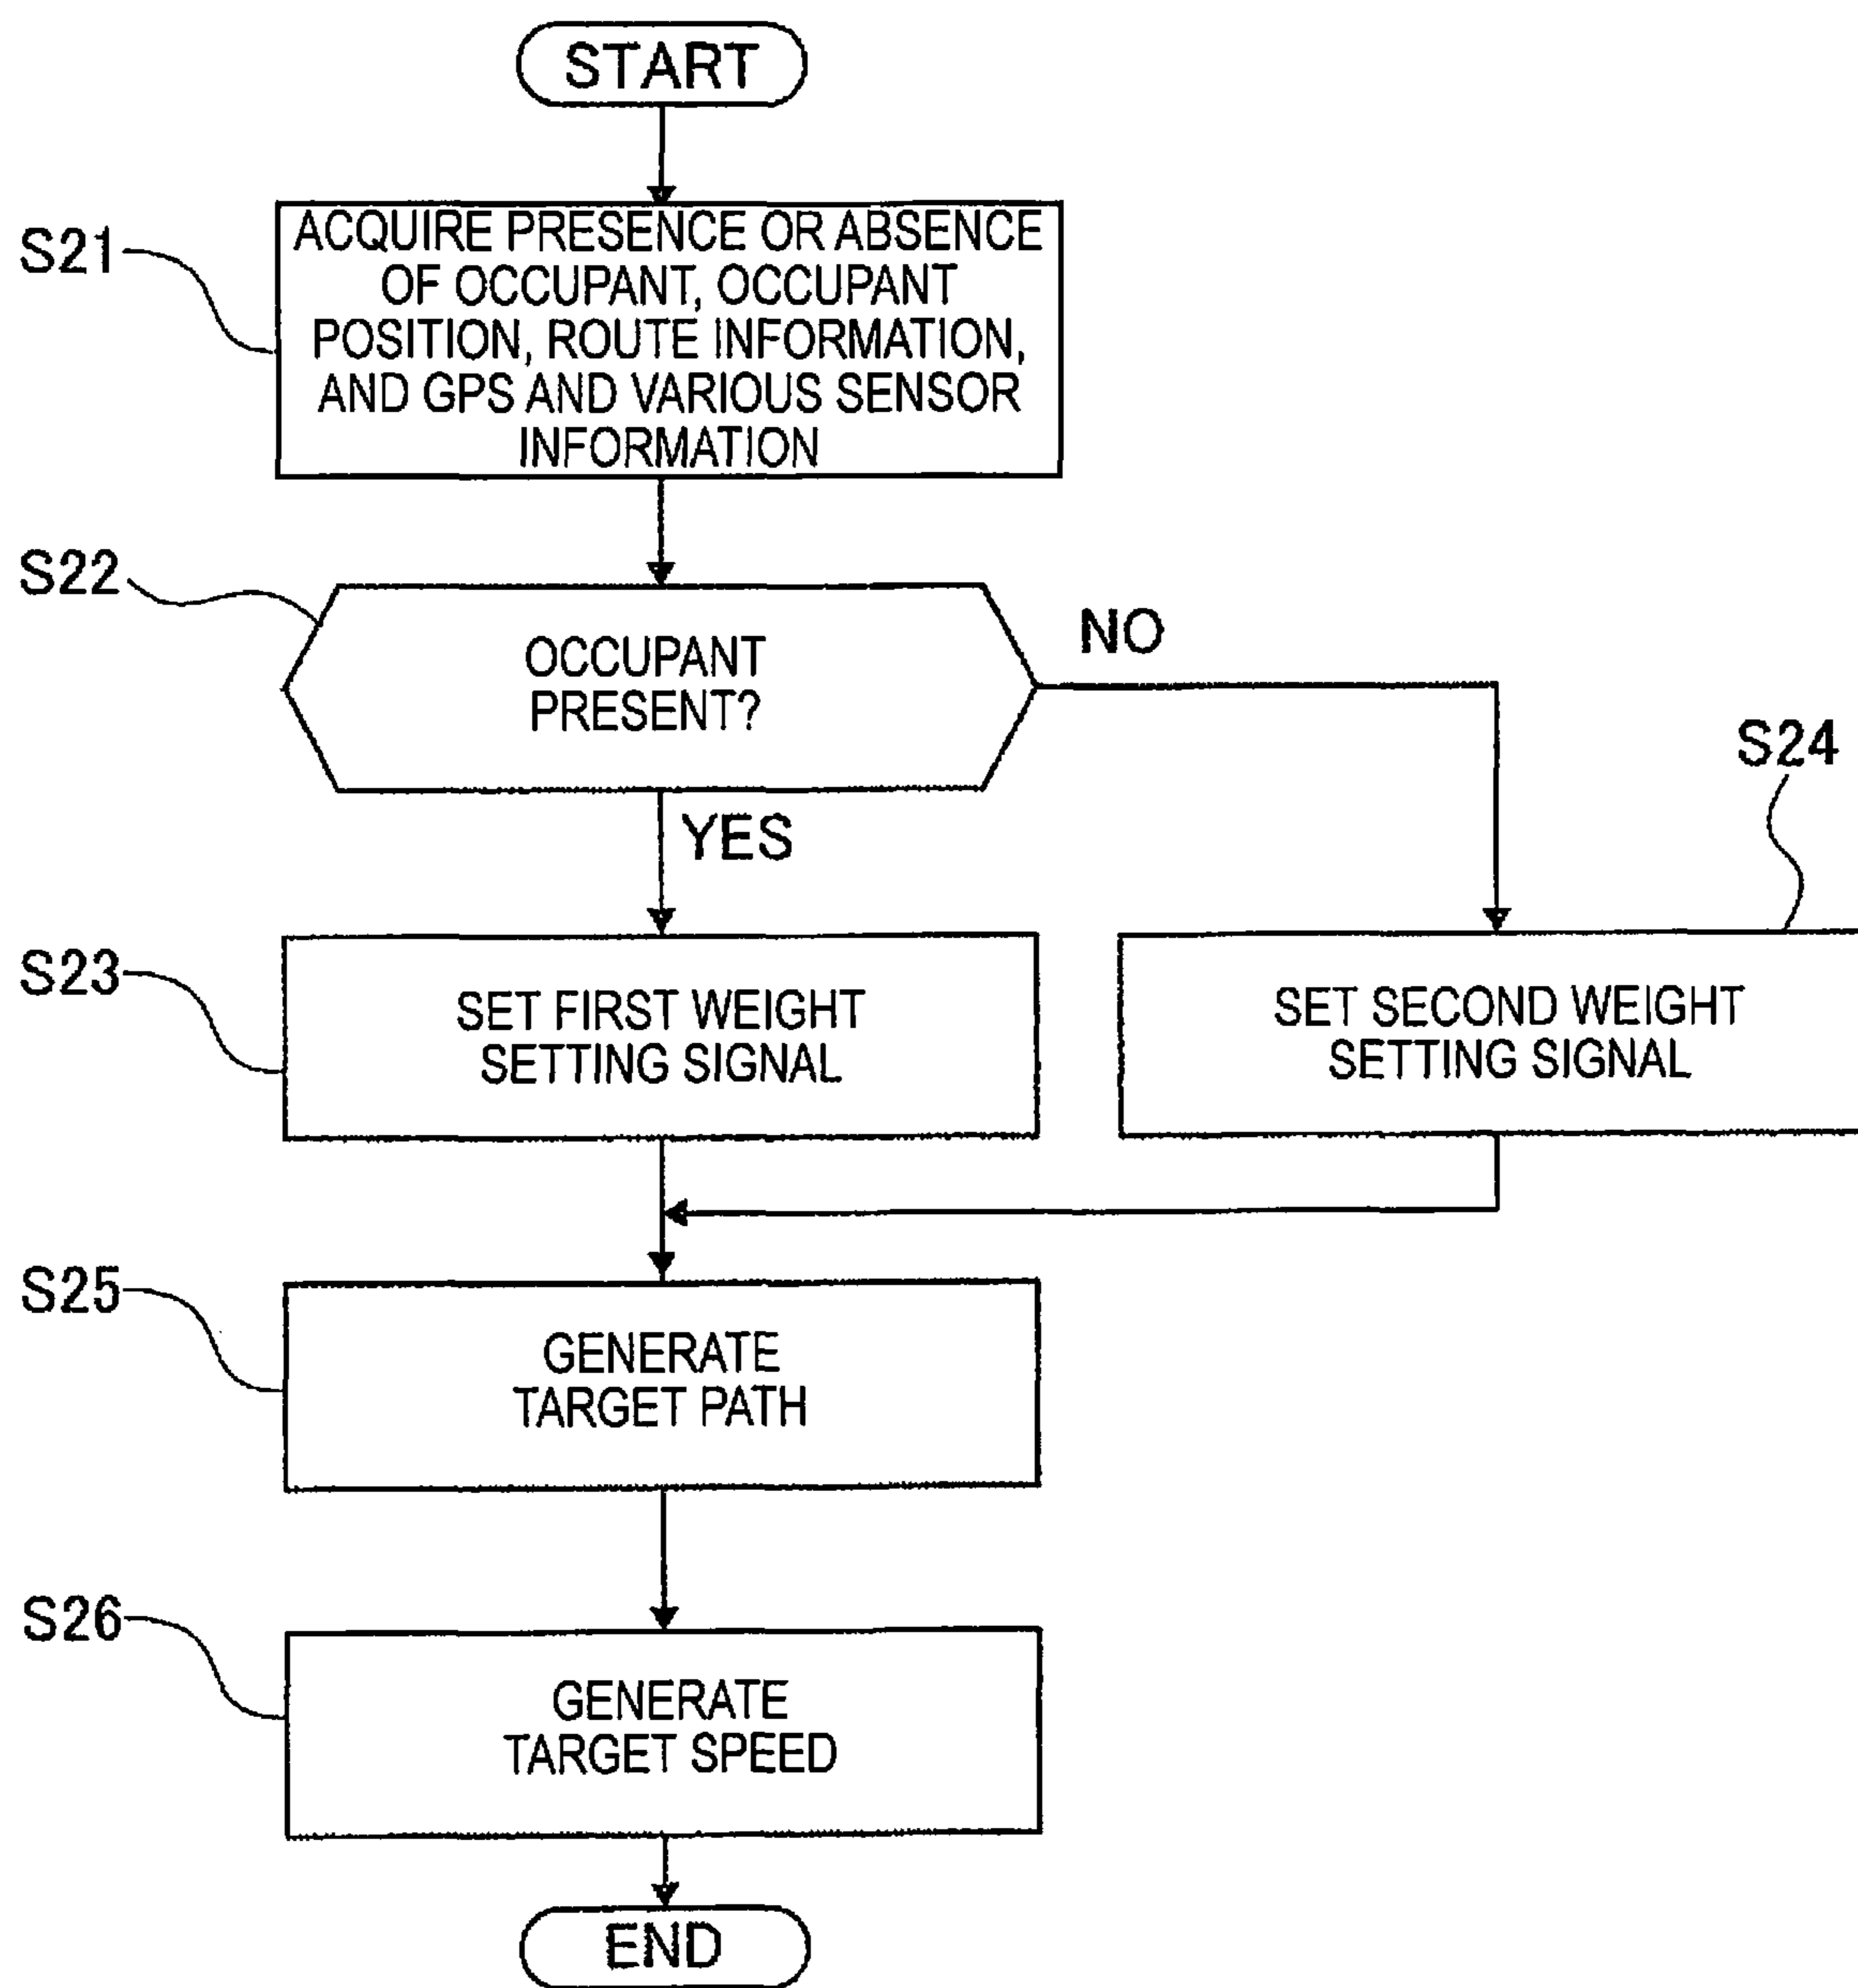 START
S21
ACQUIRE PRESENCE OR ABSENCE
OF OCCUPANT, OCCUPANT
POSITION, ROUTE INFORMATION,
AND GPS AND VARIOUS SENSOR
INFORMATION
S22
OCCUPANT
PRESENT?
NO
YES
S23
SET FIRST WEIGHT
SETTING SIGNAL
S24
SET SECOND WEIGHT
SETTING SIGNAL
S25
GENERATE
TARGET PATH
S26
GENERATE
TARGET SPEED
END